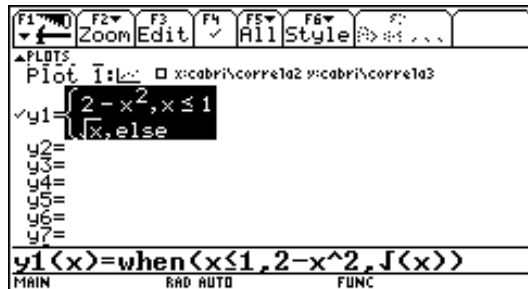 F1 F2 F3 F4 F5 F6 F7
Zoom Edit ✓ All Style
▲PLOTS
Plot 1: x:cabri\correla2 y:cabri\correla3
✓y1={2-x²,x≤1
√x,else
y2=
y3=
y4=
y5=
y6=
y7=
y1(x)=when(x≤1,2-x^2,√(x))
MAIN RAD AUTO FUNC